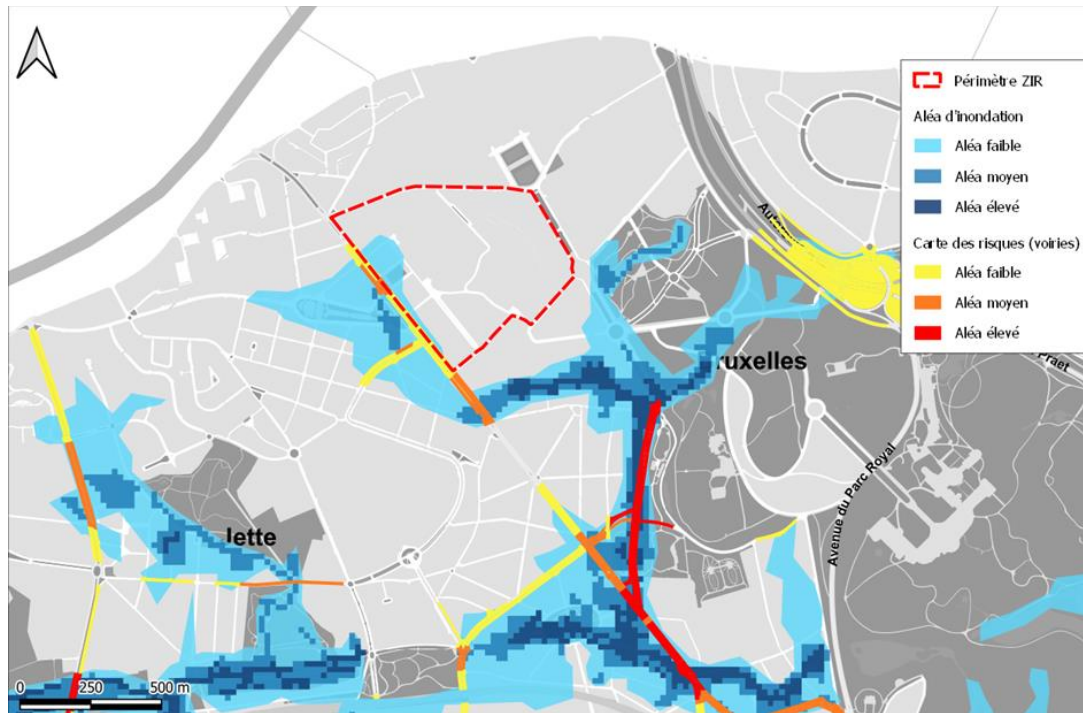 Périmètre ZIR
Aléa d'inondation
Aléa faible
Aléa moyen
Aléa élevé
Carte des risques (voiries)
Aléa faible
Aléa moyen
Aléa élevé
Praet
ruxelles
Avenue du Parc Royal
lette
0 250 500 m